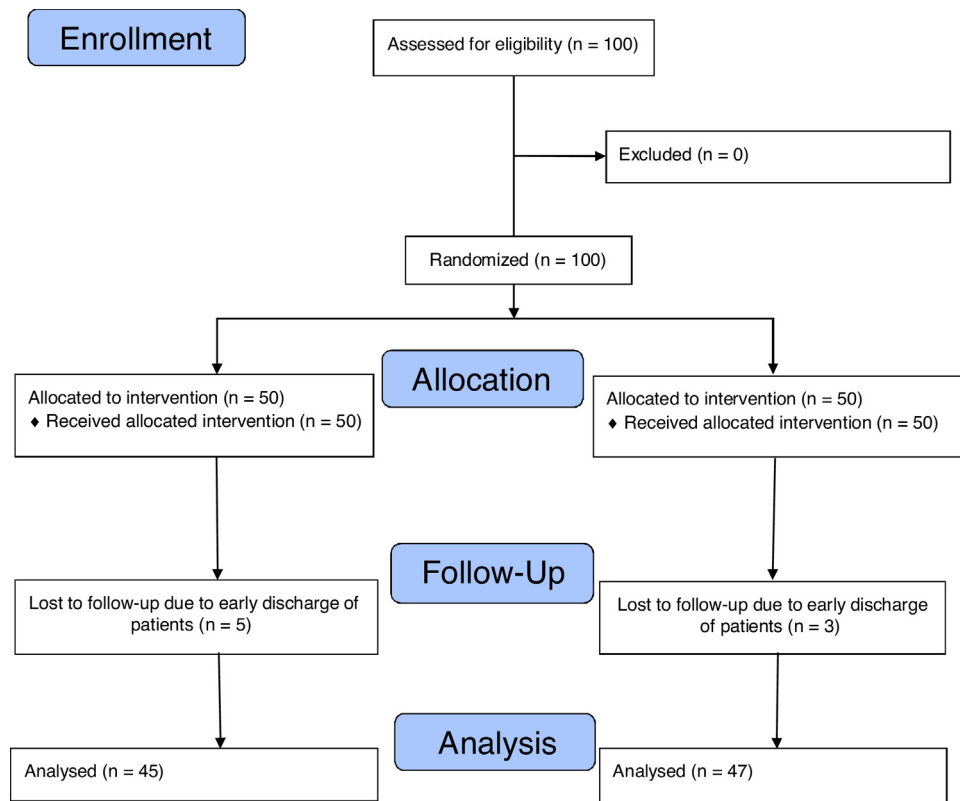 Enrollment
Assessed for eligibility (n = 100)
Excluded (n = 0)
Randomized (n = 100)
Allocation
Allocated to intervention (n = 50)
♦ Received allocated intervention (n = 50)
Allocated to intervention (n = 50)
♦ Received allocated intervention (n = 50)
Follow-Up
Lost to follow-up due to early discharge of
patients (n = 5)
Lost to follow-up due to early discharge
of patients (n = 3)
Analysis
Analysed (n = 45)
Analysed (n = 47)